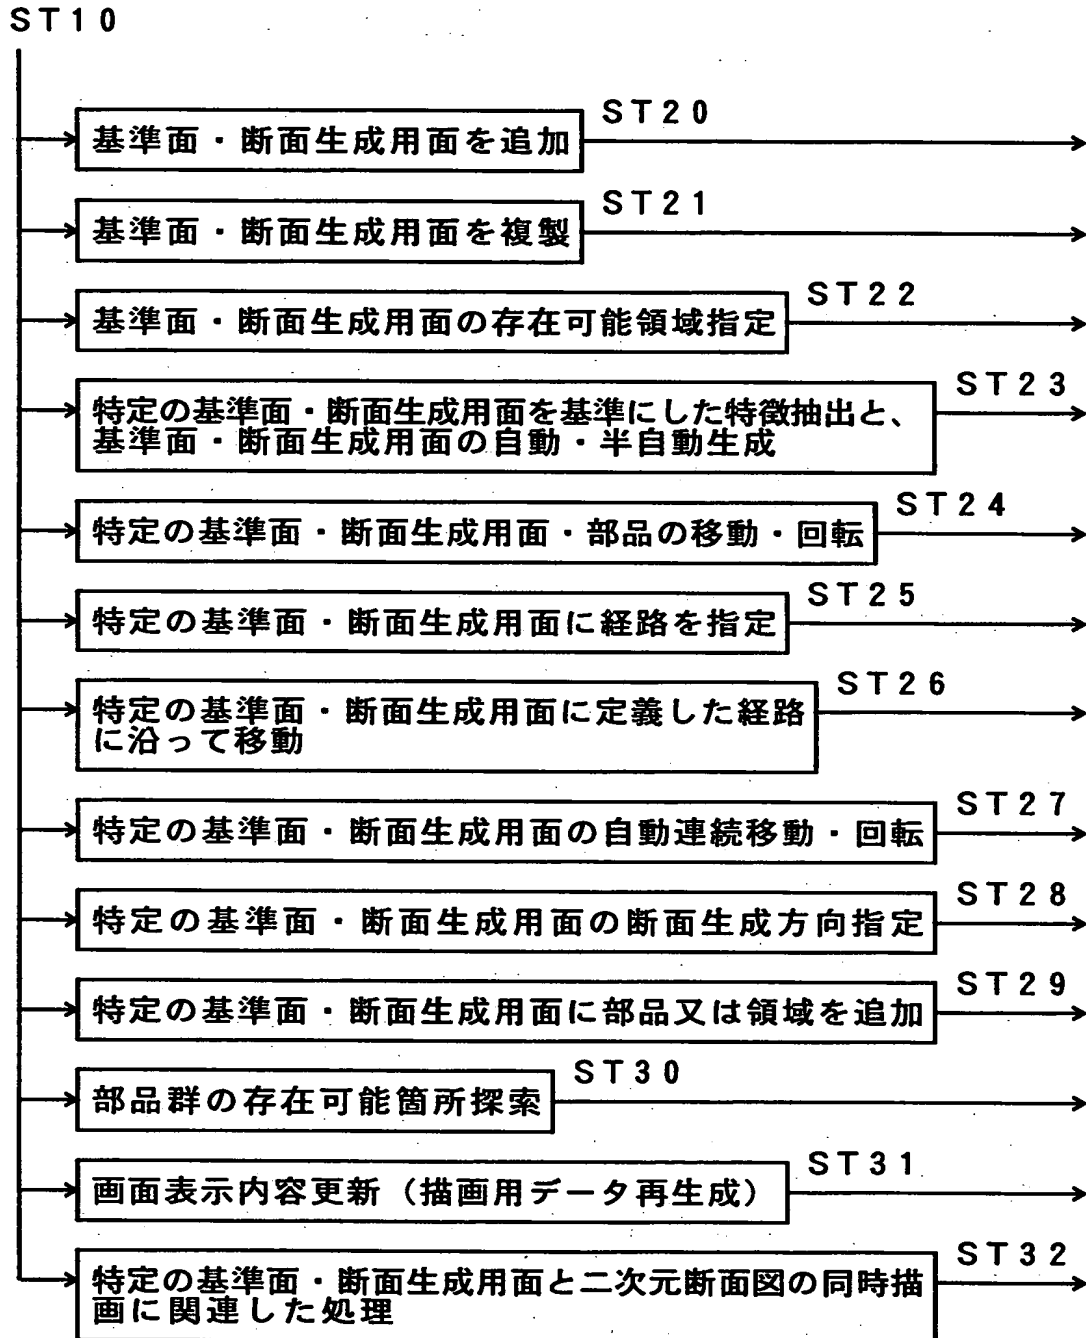 ST10
ST20
基準面・断面生成用面を追加
ST21
基準面・断面生成用面を複製
ST22
基準面・断面生成用面の存在可能領域指定
ST23
特定の基準面・断面生成用面を基準にした特徴抽出と、
基準面・断面生成用面の自動・半自動生成
ST24
特定の基準面・断面生成用面・部品の移動・回転
ST25
特定の基準面・断面生成用面に経路を指定
ST26
特定の基準面・断面生成用面に定義した経路
に沿って移動
ST27
特定の基準面・断面生成用面の自動連続移動・回転
ST28
特定の基準面・断面生成用面の断面生成方向指定
ST29
特定の基準面・断面生成用面に部品又は領域を追加
ST30
部品群の存在可能箇所探索
ST31
画面表示内容更新（描画用データ再生成）
ST32
特定の基準面・断面生成用面と二次元断面図の同時描
画に関連した処理